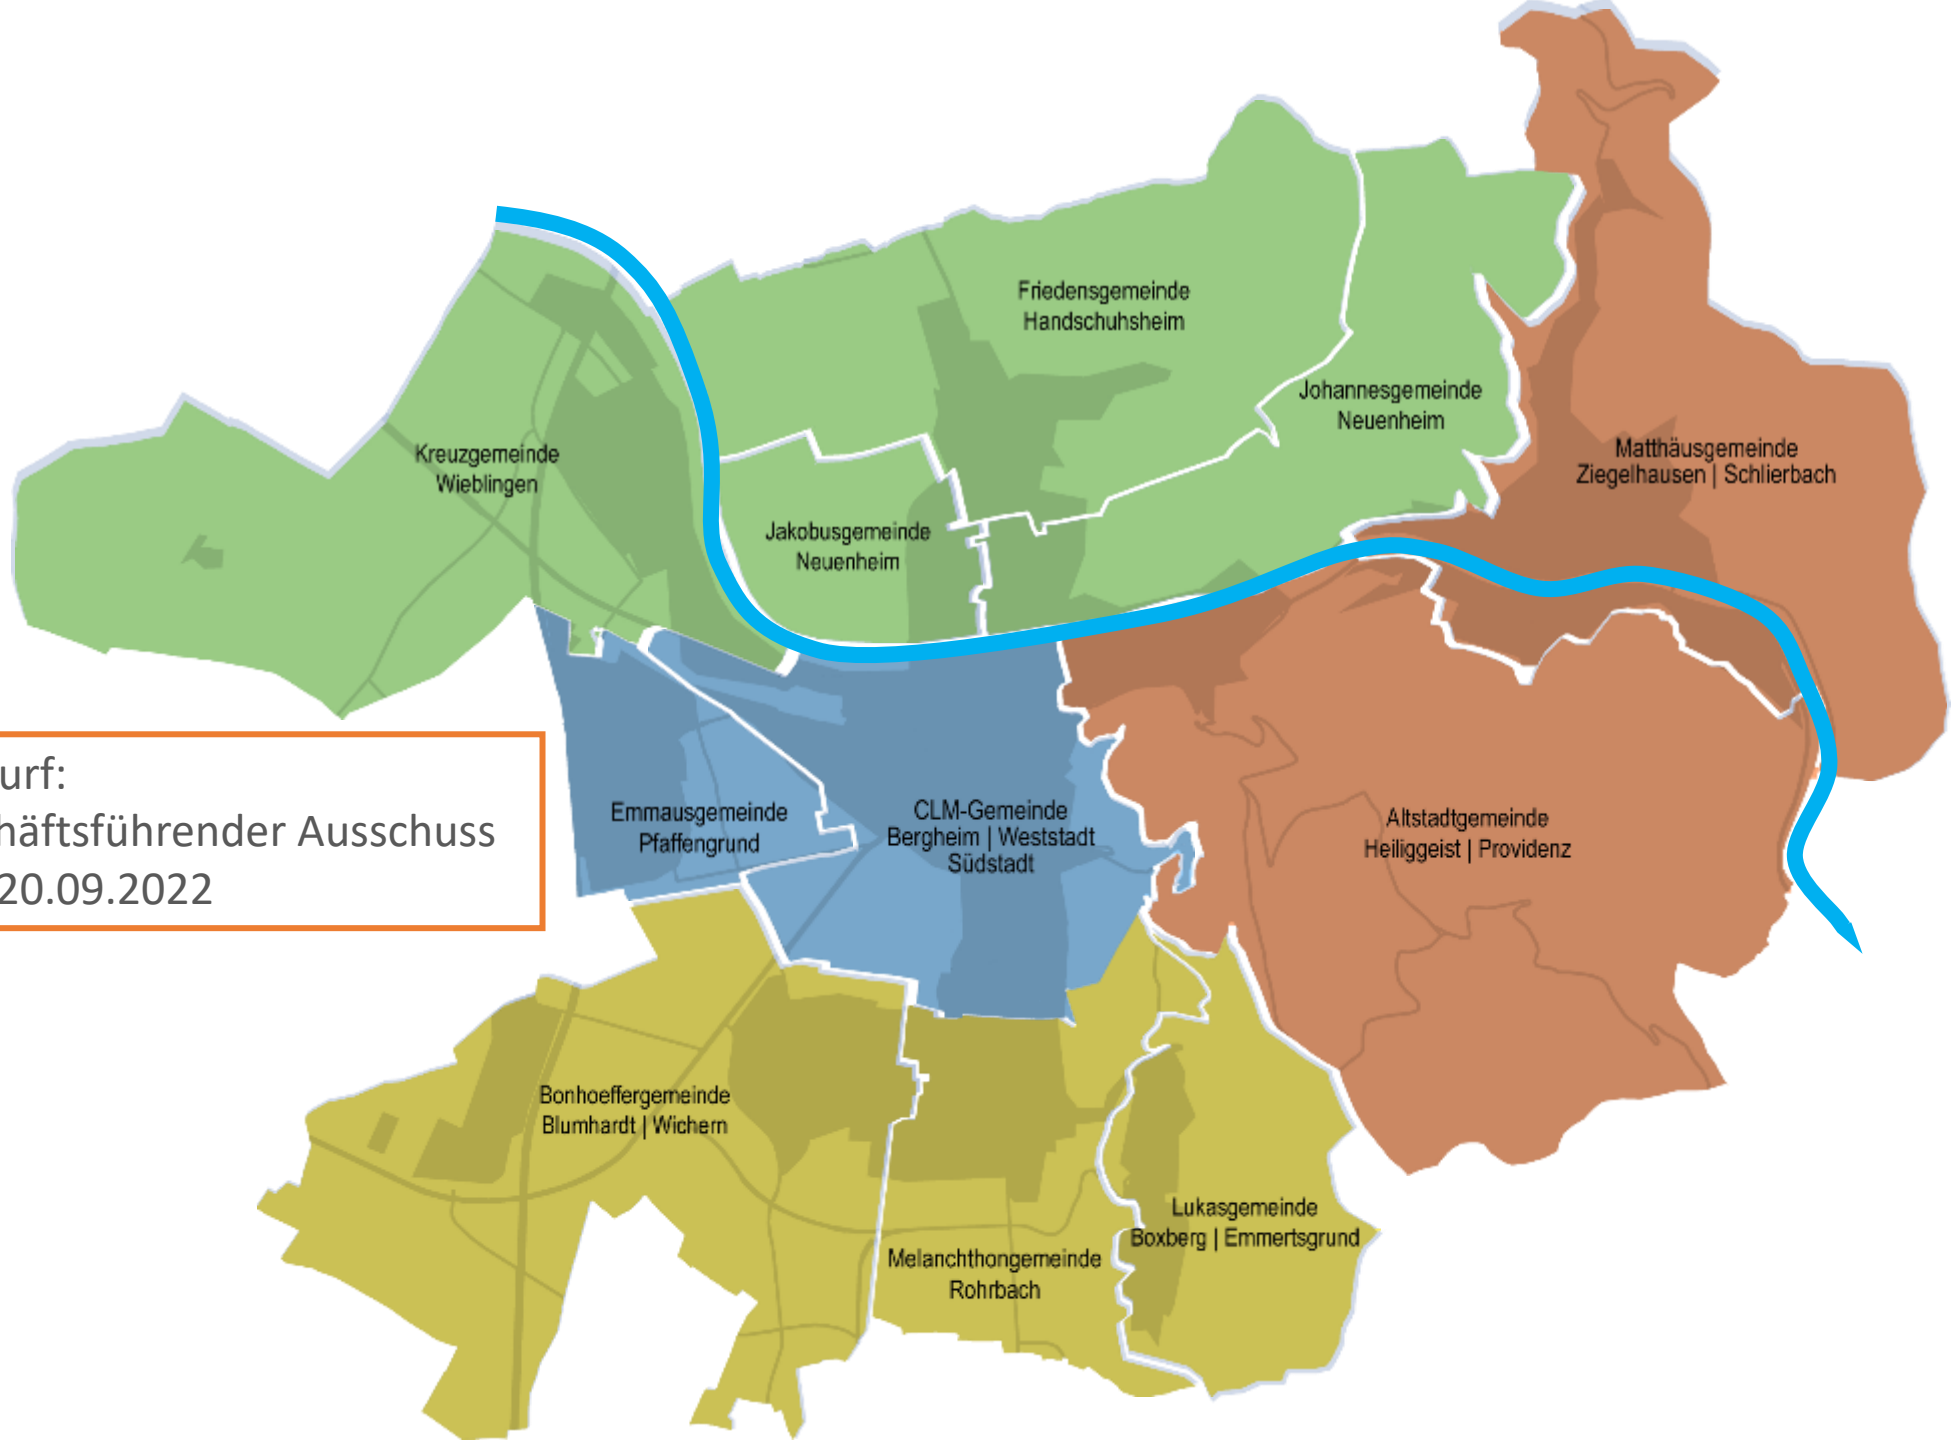 Friedensgemeinde
Handschuhsheim
Johannesgemeinde
Neuenheim
Matthäusgemeinde
Ziegelhausen | Schlierbach
Kreuzgemeinde
Wieblingen
Jakobusgemeinde
Neuenheim
urf:
häftsführender Ausschuss
20.09.2022
Emmausgemeinde
Pfaffengrund
CLM-Gemeinde
Bergheim | Weststadt
Südstadt
Altstadtgemeinde
Heiliggeist | Providenz
Bonhoeffergemeinde
Blumhardt | Wichern
Lukasgemeinde
Boxberg | Emmertsgrund
Melanchthongemeinde
Rohrbach